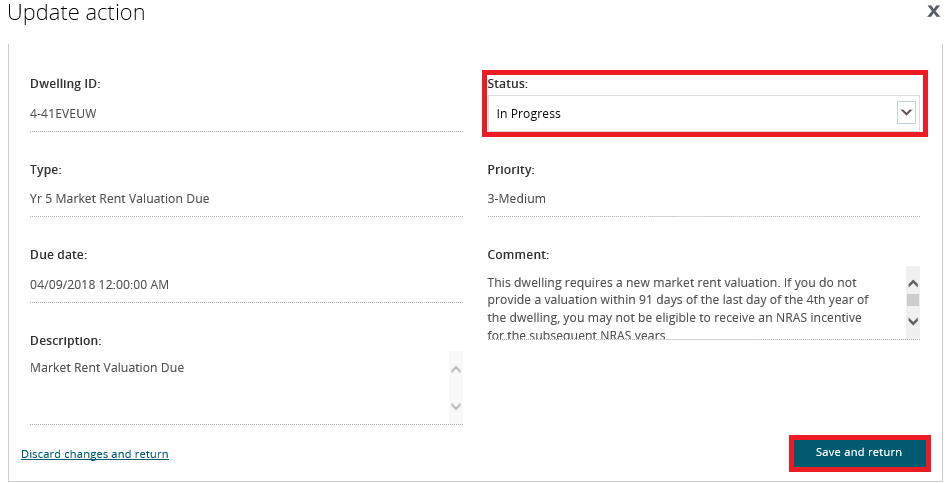 Update action
X
Dwelling ID:
4-41EVEUW
Status:
In Progress
Type:
Yr 5 Market Rent Valuation Due
Priority:
3-Medium
Due date:
04/09/2018 12:00:00 AM
Comment:
This dwelling requires a new market rent valuation. If you do not
provide a valuation within 91 days of the last day of the 4th year of
the dwelling, you may not be eligible to receive an NRAS incentive
for the subsequent NRAS years
Description:
Market Rent Valuation Due
Discard changes and return
Save and return